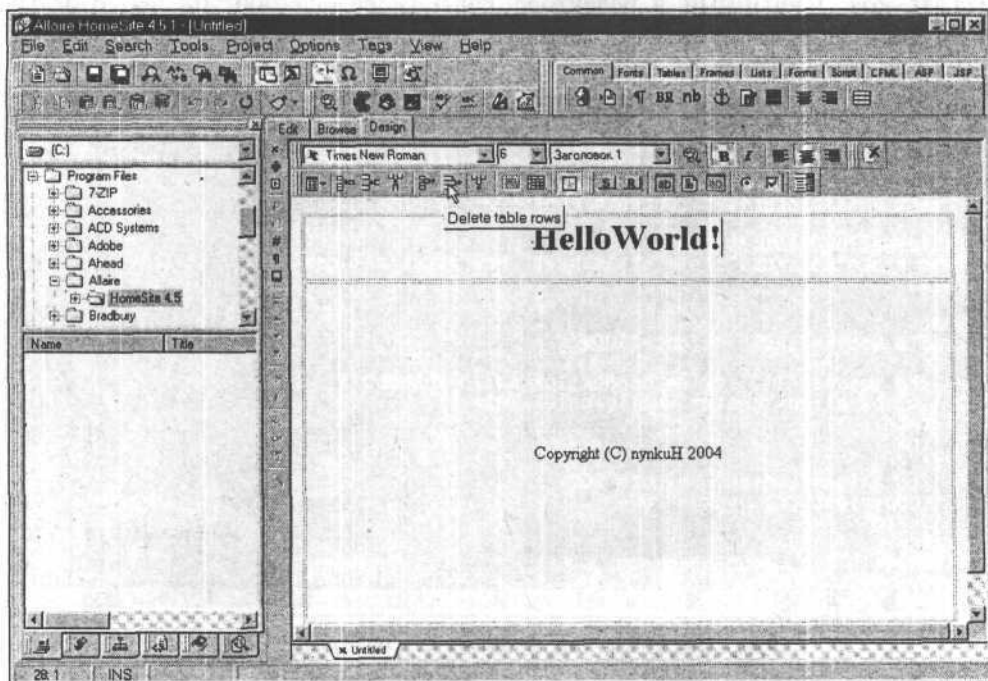 Allaire HomeSite 4.5.1 - [Untitled]
File Edit Search Tools Project Options Tags View Help
Common Fonts Tables Frames Lists Forms Script CFML ASP JSP
BR nb
Edit Browse Design
(C:)
Times New Roman 6 Заголовок 1 B I
Program Files
7-ZIP
Accessories
ACD Systems
Adobe
Ahead
Allaire
HomeSite 4.5
Bradbury
Delete table rows
HelloWorld!
Name Title
Copyright (C) nynkuH 2004
Untitled
28: 1 INS